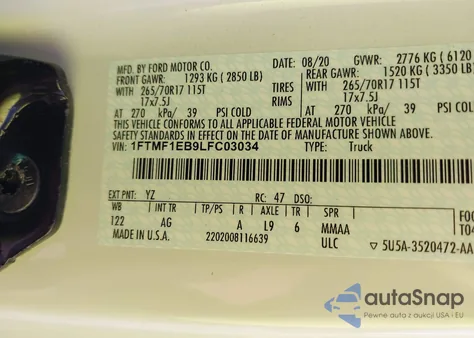 MFD. BY FORD MOTOR CO. 08/20 GVWR: 2776 KG ( 6120
FRONT GAWR: 1293 KG ( 2850 LB) REAR GAWR: 1520 KG ( 3350 LB)
WITH 265/70R17 115T TIRES WITH 265/70R17 115T
17x7.5J RIMS 17x7.5J
AT 270 kPa/ 39 PSI COLD AT 270 kPa/ 39 PSI COLD
THIS VEHICLE CONFORMS TO ALL APPLICABLE FEDERAL MOTOR VEHICLE
SAFETY STANDARDS IN EFFECT ON THE DATE OF MANUFACTURE SHOWN ABOVE.
VIN: 1FTMF1EB9LFC03034 TYPE: Truck
EXT PNT: YZ RC: 47 DSO:
WB INT TR TP/PS R AXLE TR SPR
122 AG A L9 6 MMAA
MADE IN U.S.A. 2202008116639 ULC ▽ 5U5A-3520472-AA
autoSnap
Pewne auta z aukcji USA - EU